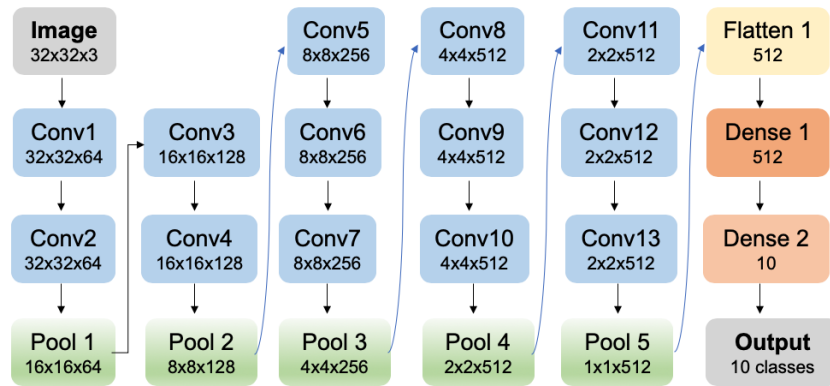 Image
32x32x3
Conv1
32x32x64
Conv2
32x32x64
Pool 1
16x16x64
Conv3
16x16x128
Conv4
16x16x128
Pool 2
8x8x128
Conv5
8x8x256
Conv6
8x8x256
Conv7
8x8x256
Pool 3
4x4x256
Conv8
4x4x512
Conv9
4x4x512
Conv10
4x4x512
Pool 4
2x2x512
Conv11
2x2x512
Conv12
2x2x512
Conv13
2x2x512
Pool 5
1x1x512
Flatten 1
512
Dense 1
512
Dense 2
10
Output
10 classes